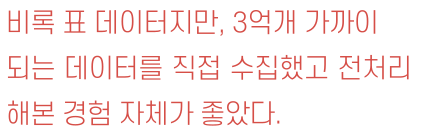 비록 표 데이터지만, 3억개 가까이
되는 데이터를 직접 수집했고 전처리
해본 경험 자체가 좋았다.